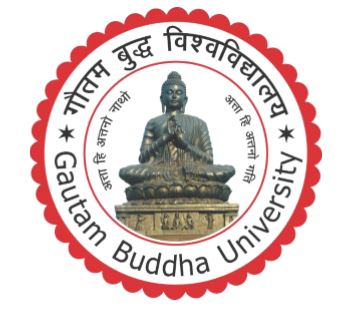 गौतम बुद्ध विश्वविद्यालय
अत्ता हि अत्तनो नाथो
अत्ता हि अत्तनो गति
Gautam Buddha University